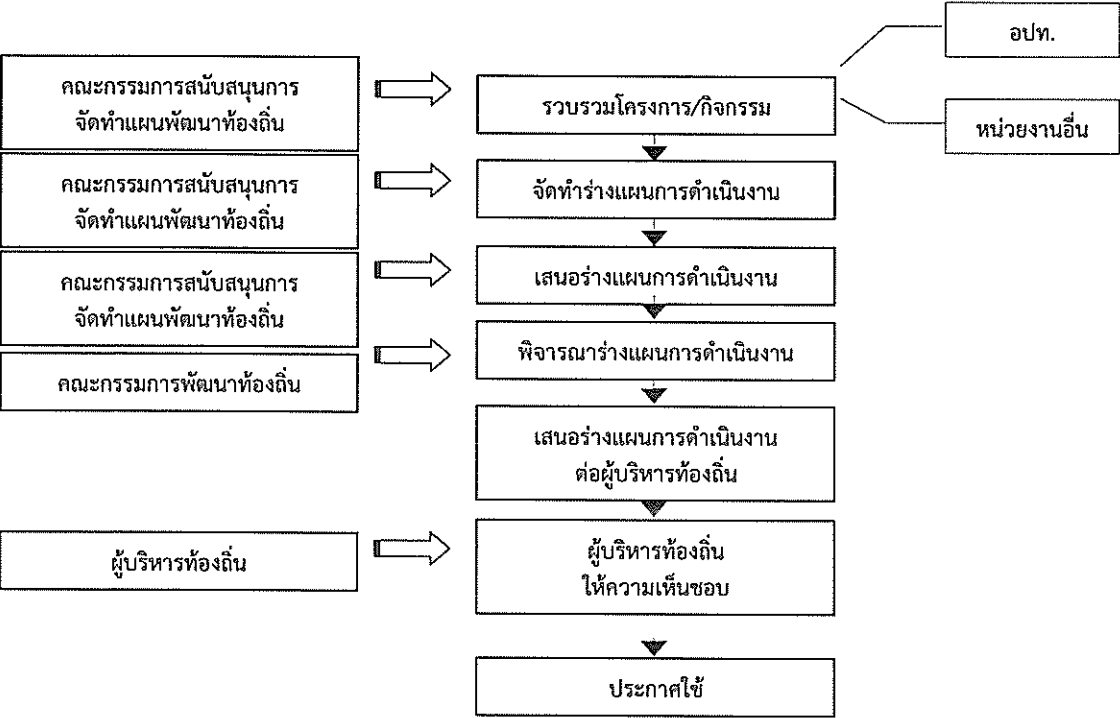 อปท.
คณะกรรมการสนับสนุนการ
จัดทำแผนพัฒนาท้องถิ่น
รวบรวมโครงการ/กิจกรรม
หน่วยงานอื่น
คณะกรรมการสนับสนุนการ
จัดทำแผนพัฒนาท้องถิ่น
จัดทำร่างแผนการดำเนินงาน
คณะกรรมการสนับสนุนการ
จัดทำแผนพัฒนาท้องถิ่น
เสนอร่างแผนการดำเนินงาน
คณะกรรมการพัฒนาท้องถิ่น
พิจารณาร่างแผนการดำเนินงาน
เสนอร่างแผนการดำเนินงาน
ต่อผู้บริหารท้องถิ่น
ผู้บริหารท้องถิ่น
ผู้บริหารท้องถิ่น
ให้ความเห็นชอบ
ประกาศใช้